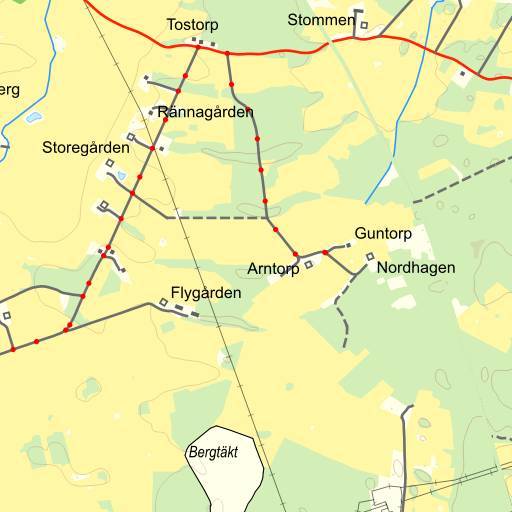 Stommen
Tostorp
erg
Rännagården
Storegården
Guntorp
Arntorp
Nordhagen
Flygården
Bergtäkt